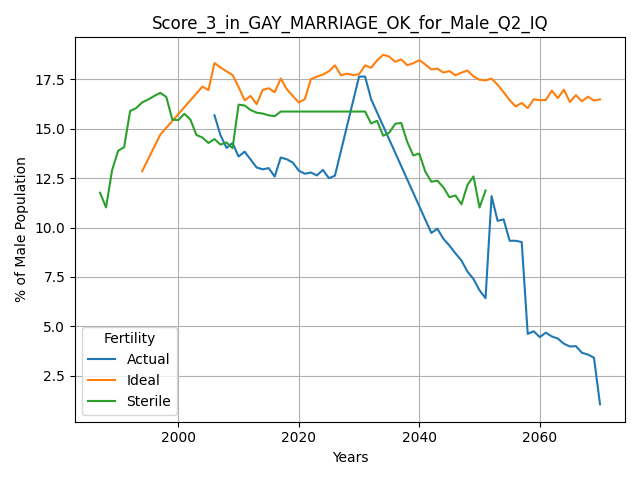 Score_3_in_GAY_MARRIAGE_OK_for_Male_Q2_IQ
% of Male Population
17.5
15.0
12.5
10.0
7.5
5.0
2.5
Fertility
Actual
Ideal
Sterile
2000
2020
2040
2060
Years